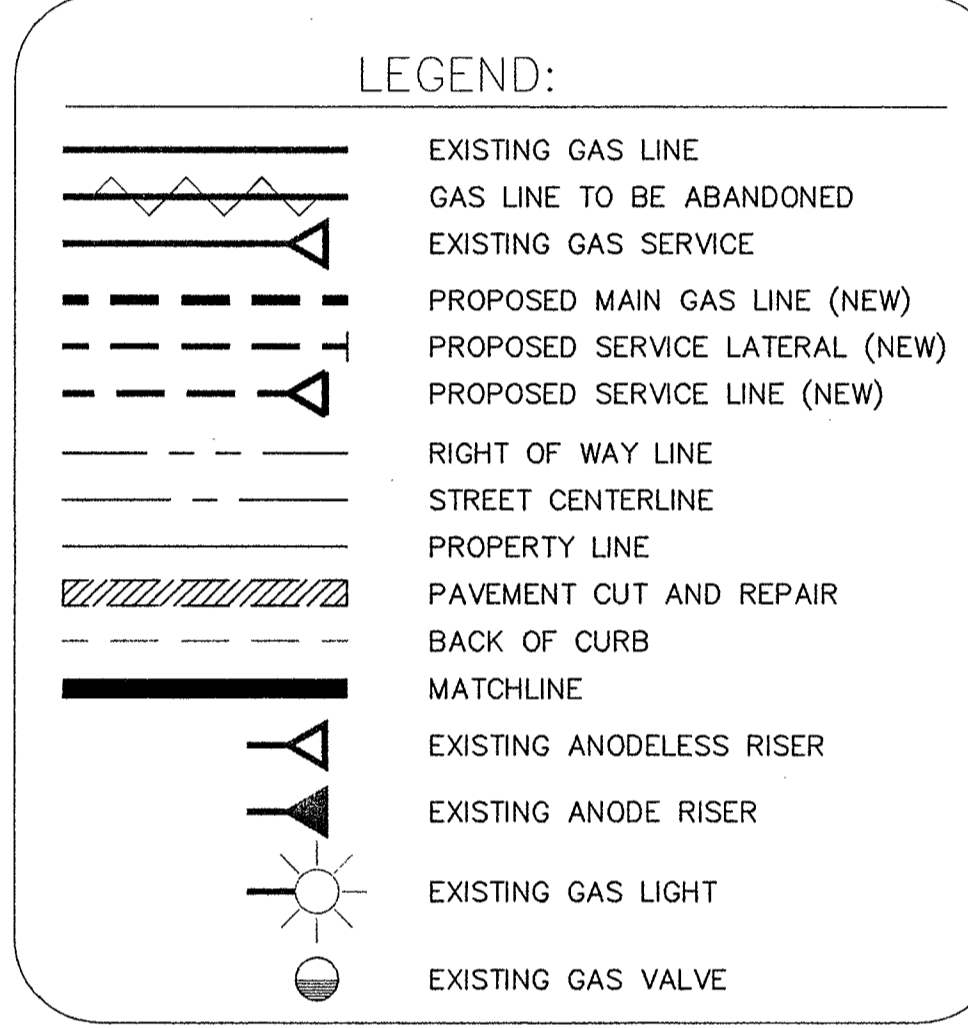 LEGEND:
EXISTING GAS LINE
GAS LINE TO BE ABANDONED
EXISTING GAS SERVICE
PROPOSED MAIN GAS LINE (NEW)
PROPOSED SERVICE LATERAL (NEW)
PROPOSED SERVICE LINE (NEW)
RIGHT OF WAY LINE
STREET CENTERLINE
PROPERTY LINE
PAVEMENT CUT AND REPAIR
BACK OF CURB
MATCHLINE
EXISTING ANODELESS RISER
EXISTING ANODE RISER
EXISTING GAS LIGHT
EXISTING GAS VALVE